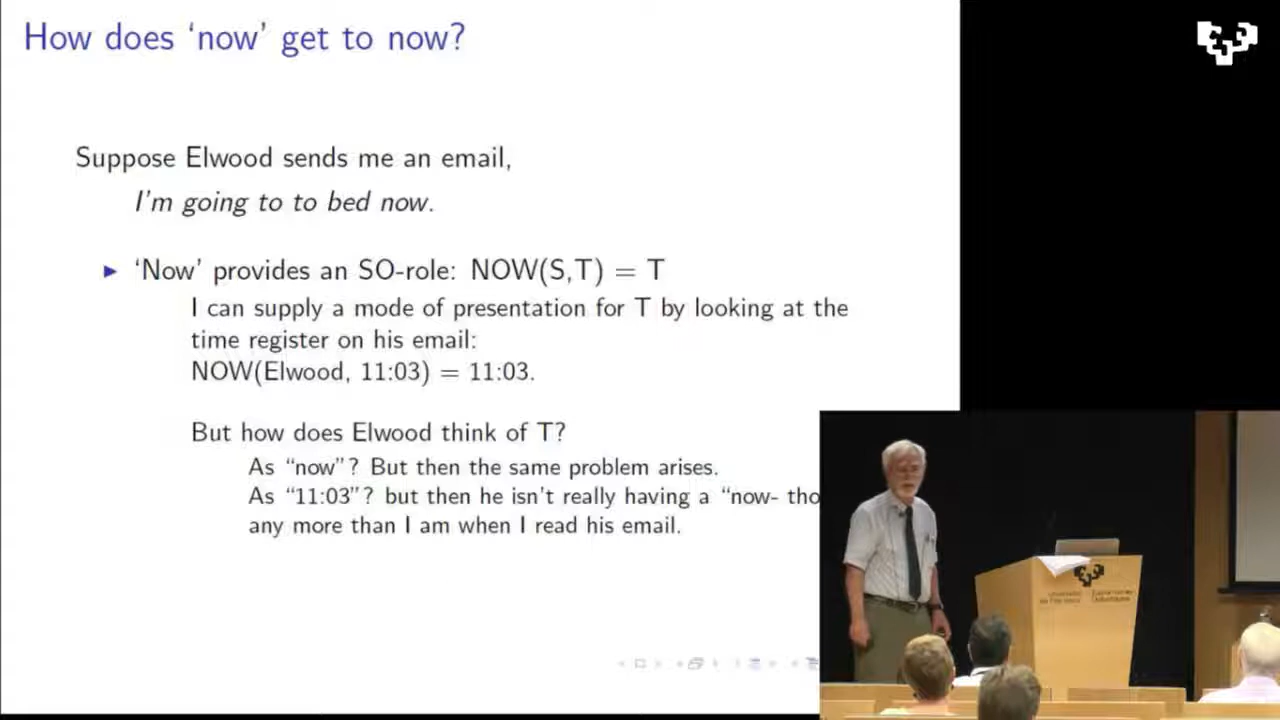 How does ‘now’ get to now?
Suppose Elwood sends me an email,
I'm going to to bed now.
► ‘Now’ provides an SO-role: NOW(S,T) = T
I can supply a mode of presentation for T by looking at the
time register on his email:
NOW(Elwood, 11:03) = 11:03.
But how does Elwood think of T?
As “now”? But then the same problem arises.
As “11:03”? but then he isn't really having a “now- tho
any more than I am when I read his email.